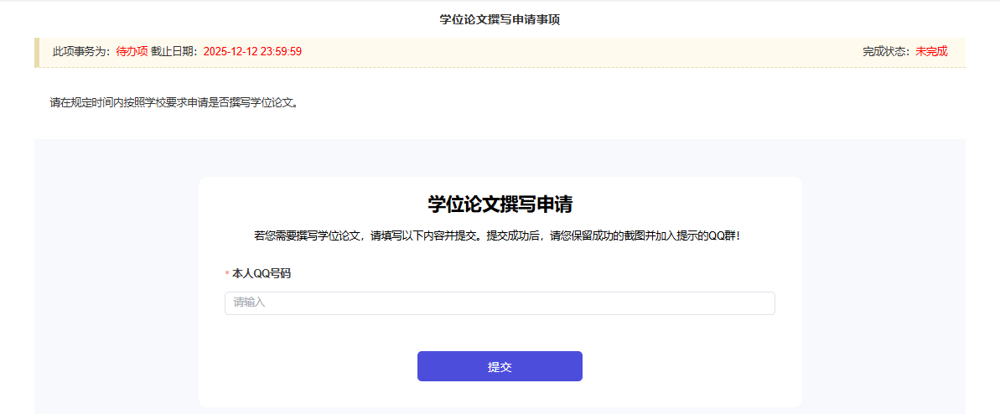 学位论文撰写申请事项
此项事务为：待办项 截止日期：2025-12-12 23:59:59 完成状态：未完成
请在规定时间内按照学校要求申请是否撰写学位论文。
学位论文撰写申请
若您需要撰写学位论文，请填写以下内容并提交。提交成功后，请您保留成功的截图并加入提示的QQ群！
* 本人QQ号码
请输入
提交